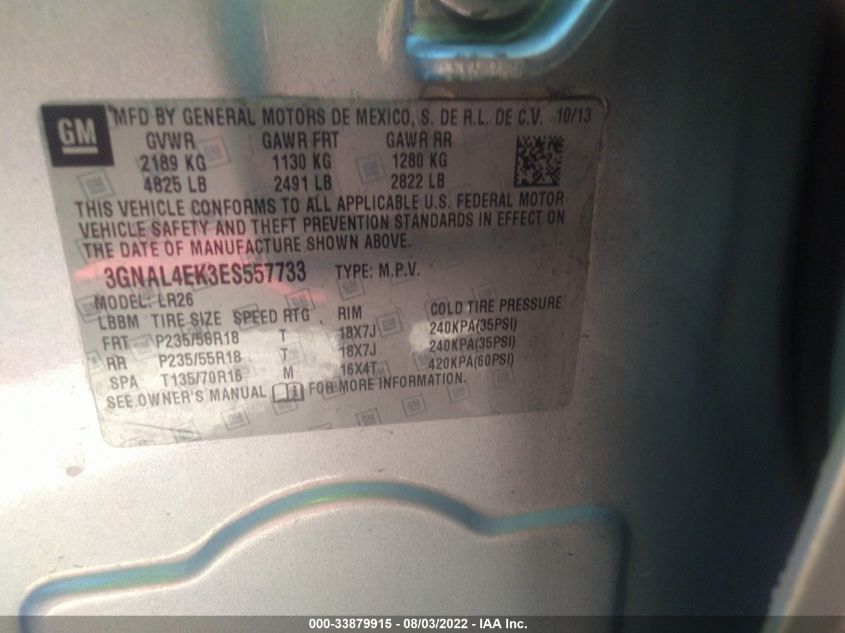 GM
MFD BY GENERAL MOTORS DE MEXICO, S. DE R.L. DE C.V. 10/13
GVWR GAWR FRT GAWR RR
2189 KG 1130 KG 1280 KG
4825 LB 2491 LB 2822 LB
THIS VEHICLE CONFORMS TO ALL APPLICABLE U.S. FEDERAL MOTOR
VEHICLE SAFETY AND THEFT PREVENTION STANDARDS IN EFFECT ON
THE DATE OF MANUFACTURE SHOWN ABOVE.
3GNAL4EK3ES557733 TYPE: M.P.V.
MODEL: LR26
LBBM TIRE SIZE SPEED RTG RIM COLD TIRE PRESSURE
FRT P235/55R18 T 18X7J 240KPA(35PSI)
RR P235/55R18 T 18X7J 240KPA(35PSI)
SPA T135/70R16 M 16X4T 420KPA(60PSI)
SEE OWNER'S MANUAL FOR MORE INFORMATION.
000-33879915 - 08/03/2022 - IAA Inc.